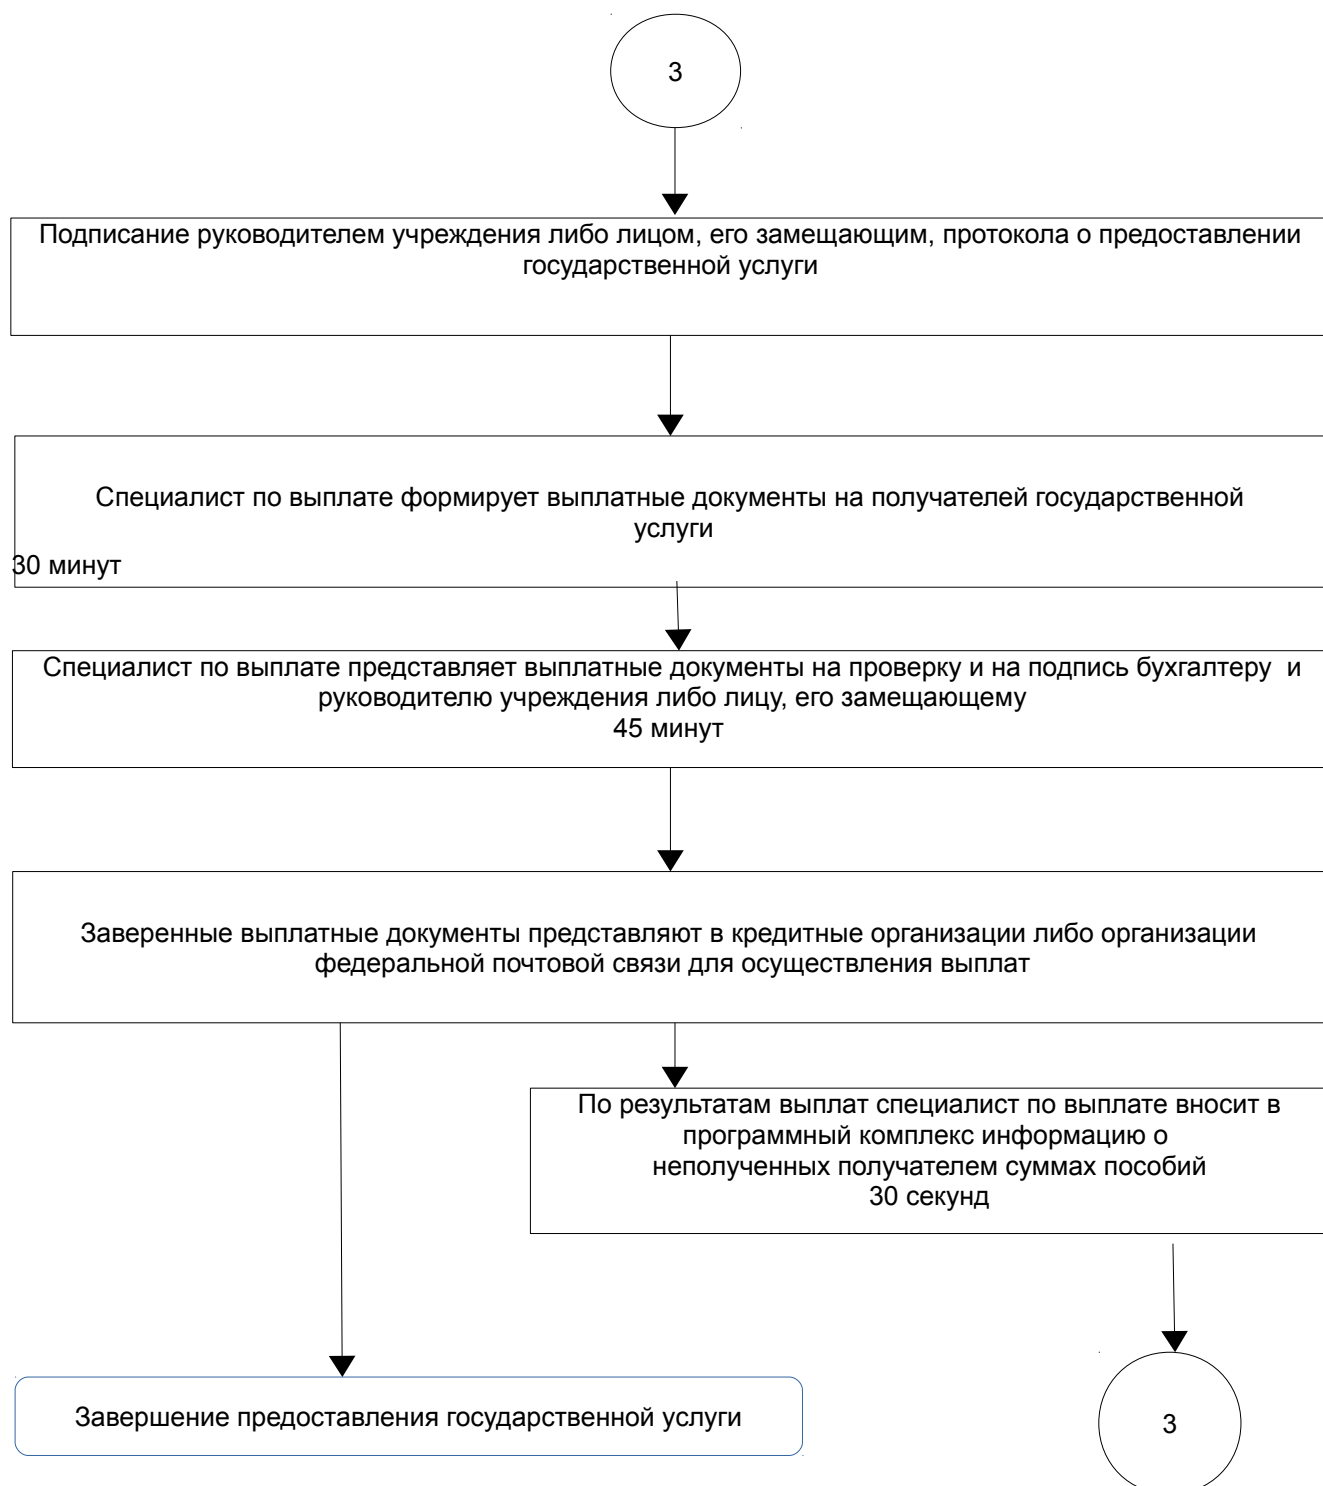 3
Подписание руководителем учреждения либо лицом, его замещающим, протокола о предоставлении
государственной услуги
Специалист по выплате формирует выплатные документы на получателей государственной
услуги
30 минут
Специалист по выплате представляет выплатные документы на проверку и на подпись бухгалтеру  и
руководителю учреждения либо лицу, его замещающему
45 минут
Заверенные выплатные документы представляют в кредитные организации либо организации
федеральной почтовой связи для осуществления выплат
По результатам выплат специалист по выплате вносит в
программный комплекс информацию о
неполученных получателем суммах пособий
30 секунд
Завершение предоставления государственной услуги
3